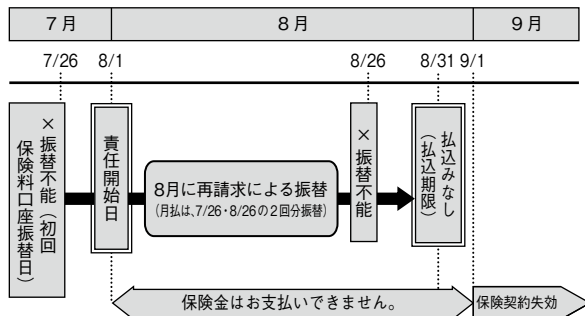 7月
8月
9月
7/26
8/1
8/26
8/31
9/1
×振替不能（初回
保険料口座振替日）
責任開始日
8月に再請求による振替
（月払は、7/26・8/26の2回分振替）
×振替不能
払込みなし
（払込期限）
保険金はお支払いできません。
保険契約失効